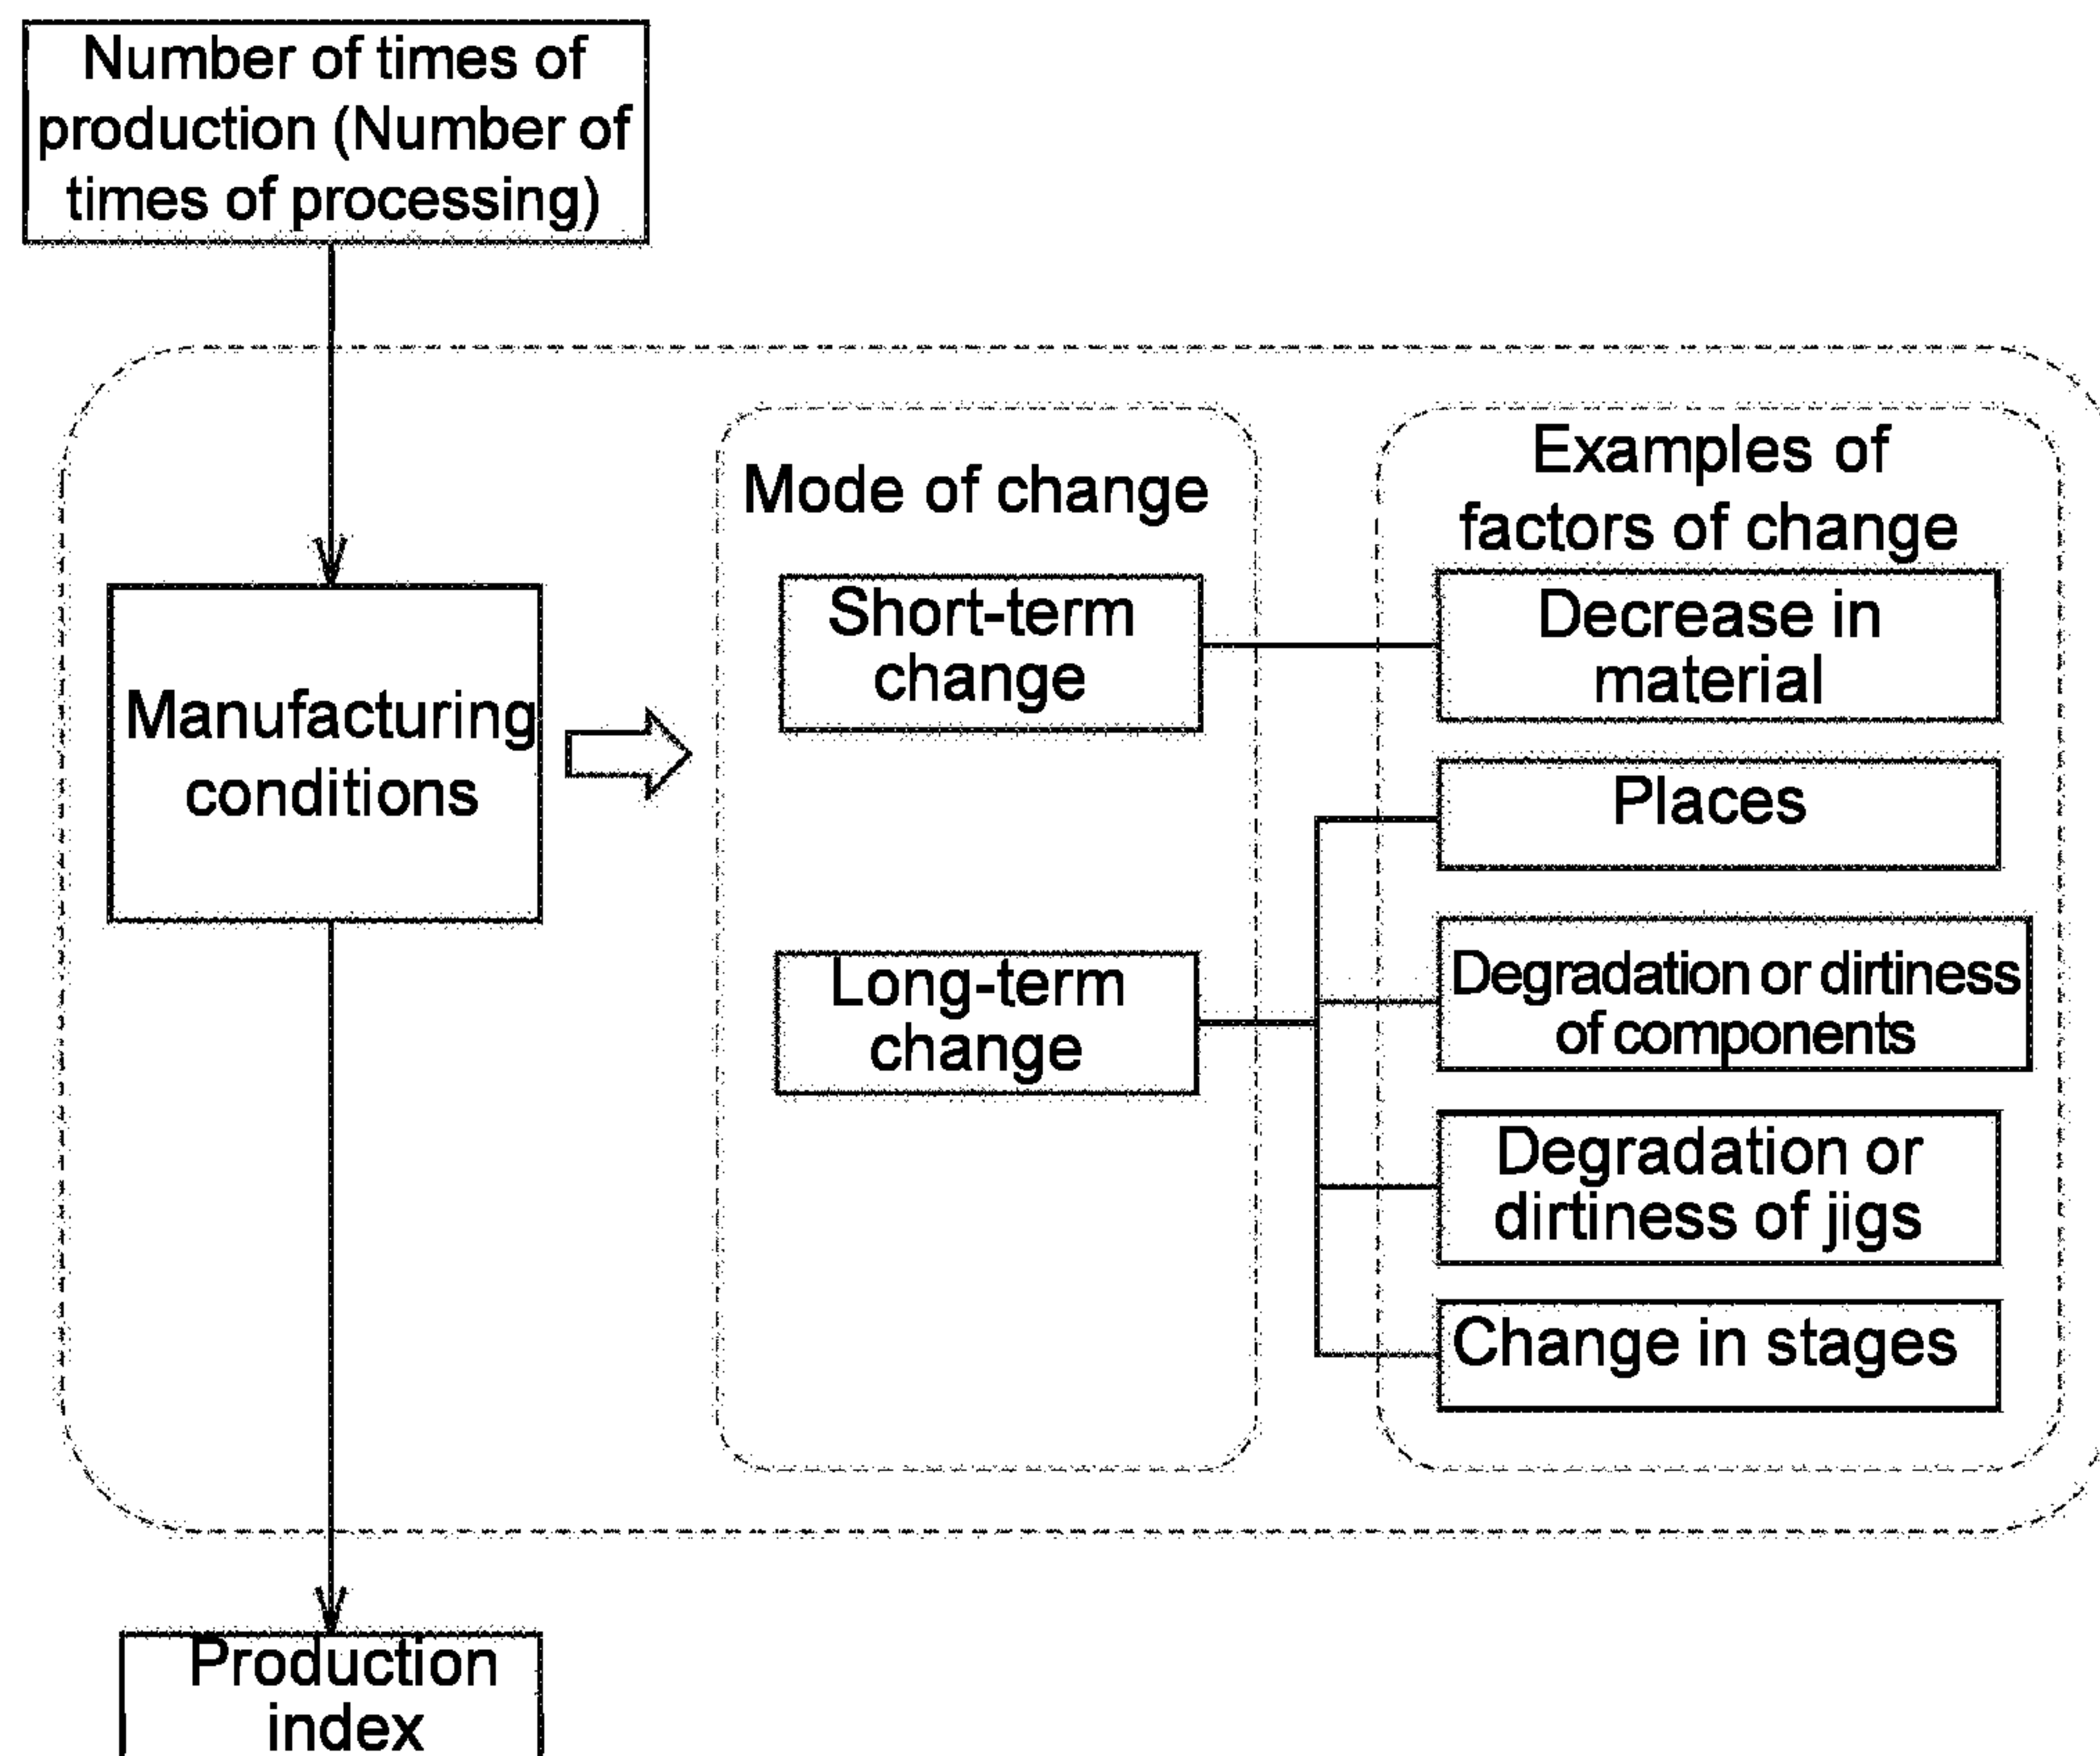 Number of times of
production (Number of
times of processing)
Manufacturing
conditions
Mode of change
Short-term
change
Long-term
change
Examples of
factors of change
Decrease in
material
Places
Degradation or dirtiness
of components
Degradation or
dirtiness of jigs
Change in stages
Production
index